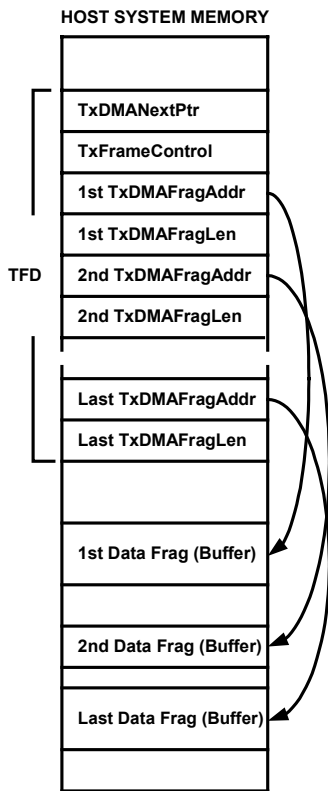 HOST SYSTEM MEMORY
TxDMANextPtr
TxFrameControl
1st TxDMAFragAddr
1st TxDMAFragLen
TFD
2nd TxDMAFragAddr
2nd TxDMAFragLen
Last TxDMAFragAddr
Last TxDMAFragLen
1st Data Frag (Buffer)
2nd Data Frag (Buffer)
Last Data Frag (Buffer)